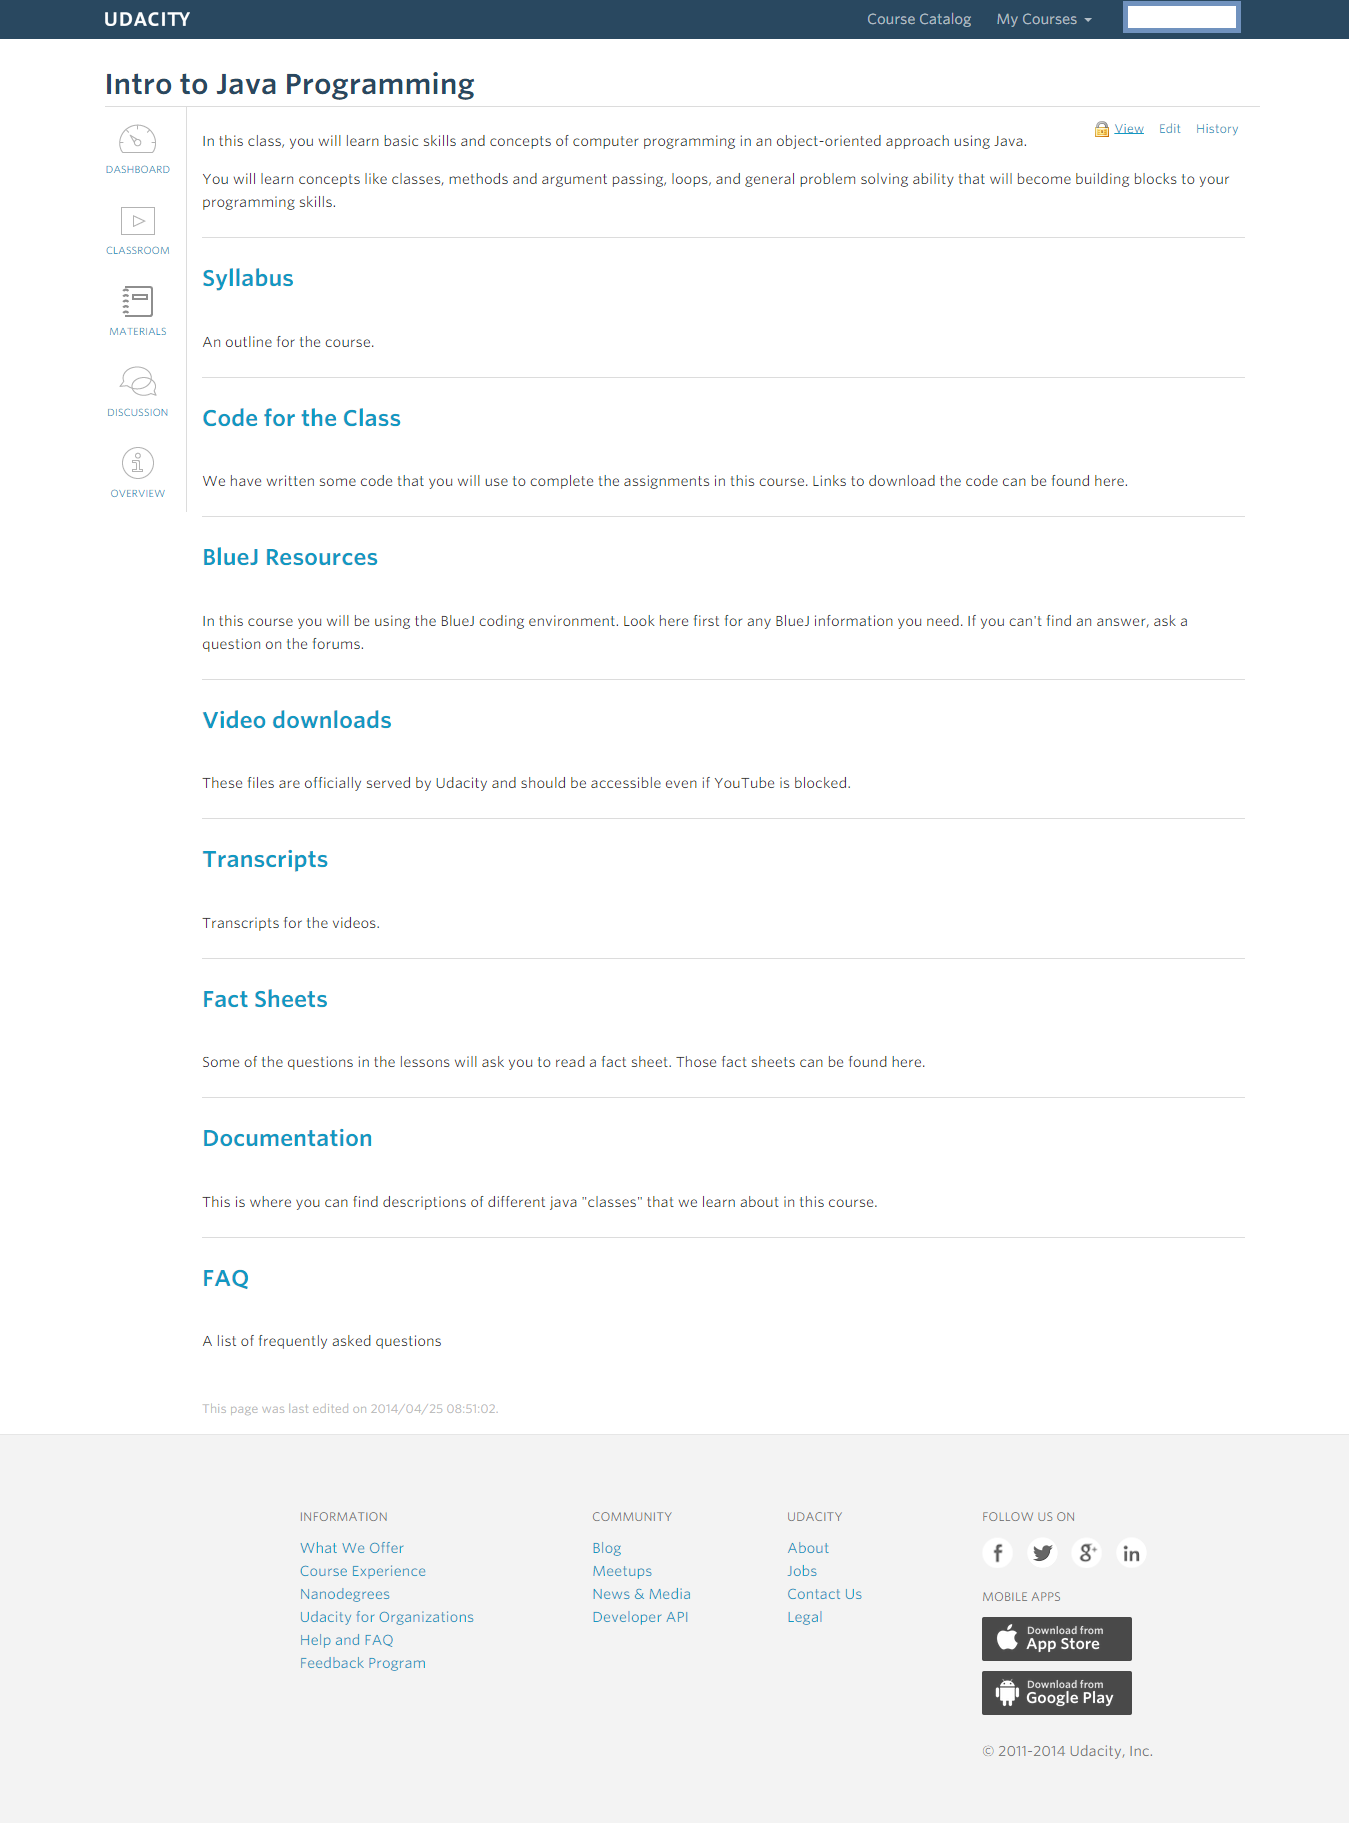 UDACITY
Course Catalog
My Courses
Intro to Java Programming
View Edit History
DASHBOARD
CLASSROOM
MATERIALS
DISCUSSION
OVERVIEW
In this class, you will learn basic skills and concepts of computer programming in an object-oriented approach using Java.
You will learn concepts like classes, methods and argument passing, loops, and general problem solving ability that will become building blocks to your
programming skills.
Syllabus
An outline for the course.
Code for the Class
We have written some code that you will use to complete the assignments in this course. Links to download the code can be found here.
BlueJ Resources
In this course you will be using the BlueJ coding environment. Look here first for any BlueJ information you need. If you can't find an answer, ask a
question on the forums.
Video downloads
These files are officially served by Udacity and should be accessible even if YouTube is blocked.
Transcripts
Transcripts for the videos.
Fact Sheets
Some of the questions in the lessons will ask you to read a fact sheet. Those fact sheets can be found here.
Documentation
This is where you can find descriptions of different java "classes" that we learn about in this course.
FAQ
A list of frequently asked questions
This page was last edited on 2014/04/25 08:51:02.
INFORMATION
What We Offer
Course Experience
Nanodegrees
Udacity for Organizations
Help and FAQ
Feedback Program
COMMUNITY
Blog
Meetups
News & Media
Developer API
UDACITY
About
Jobs
Contact Us
Legal
FOLLOW US ON
MOBILE APPS
Download from
App Store
Download from
Google Play
© 2011-2014 Udacity, Inc.